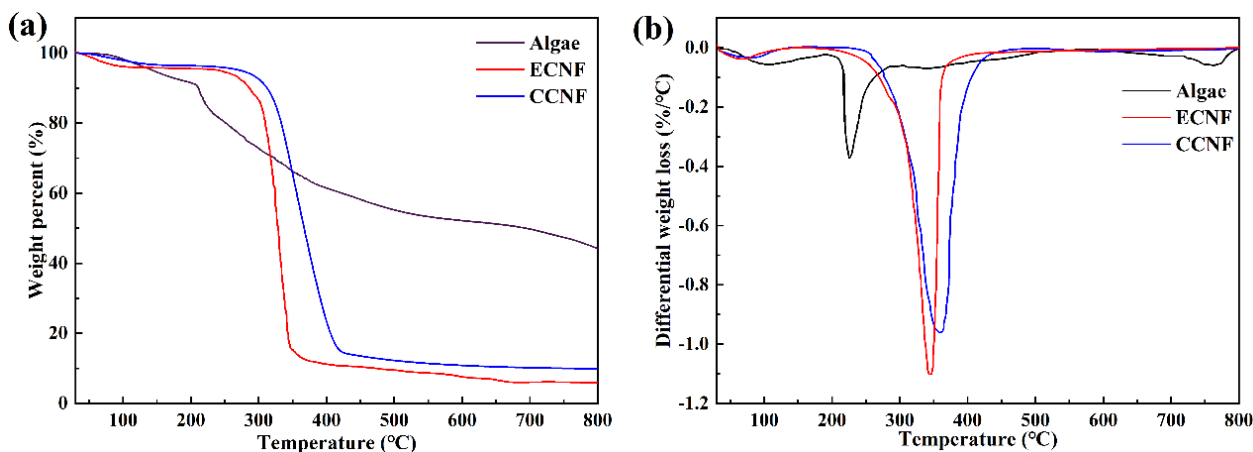 (a)
Algae
ECNF
CCNF
Weight percent (%)
100
80
60
40
20
0
100
200
300
400
500
600
700
800
Temperature (°C)
(b)
Algae
ECNF
CCNF
Differential weight loss (%/°C)
0.0
-0.2
-0.4
-0.6
-0.8
-1.0
-1.2
100
200
300
400
500
600
700
800
Temperature (°C)